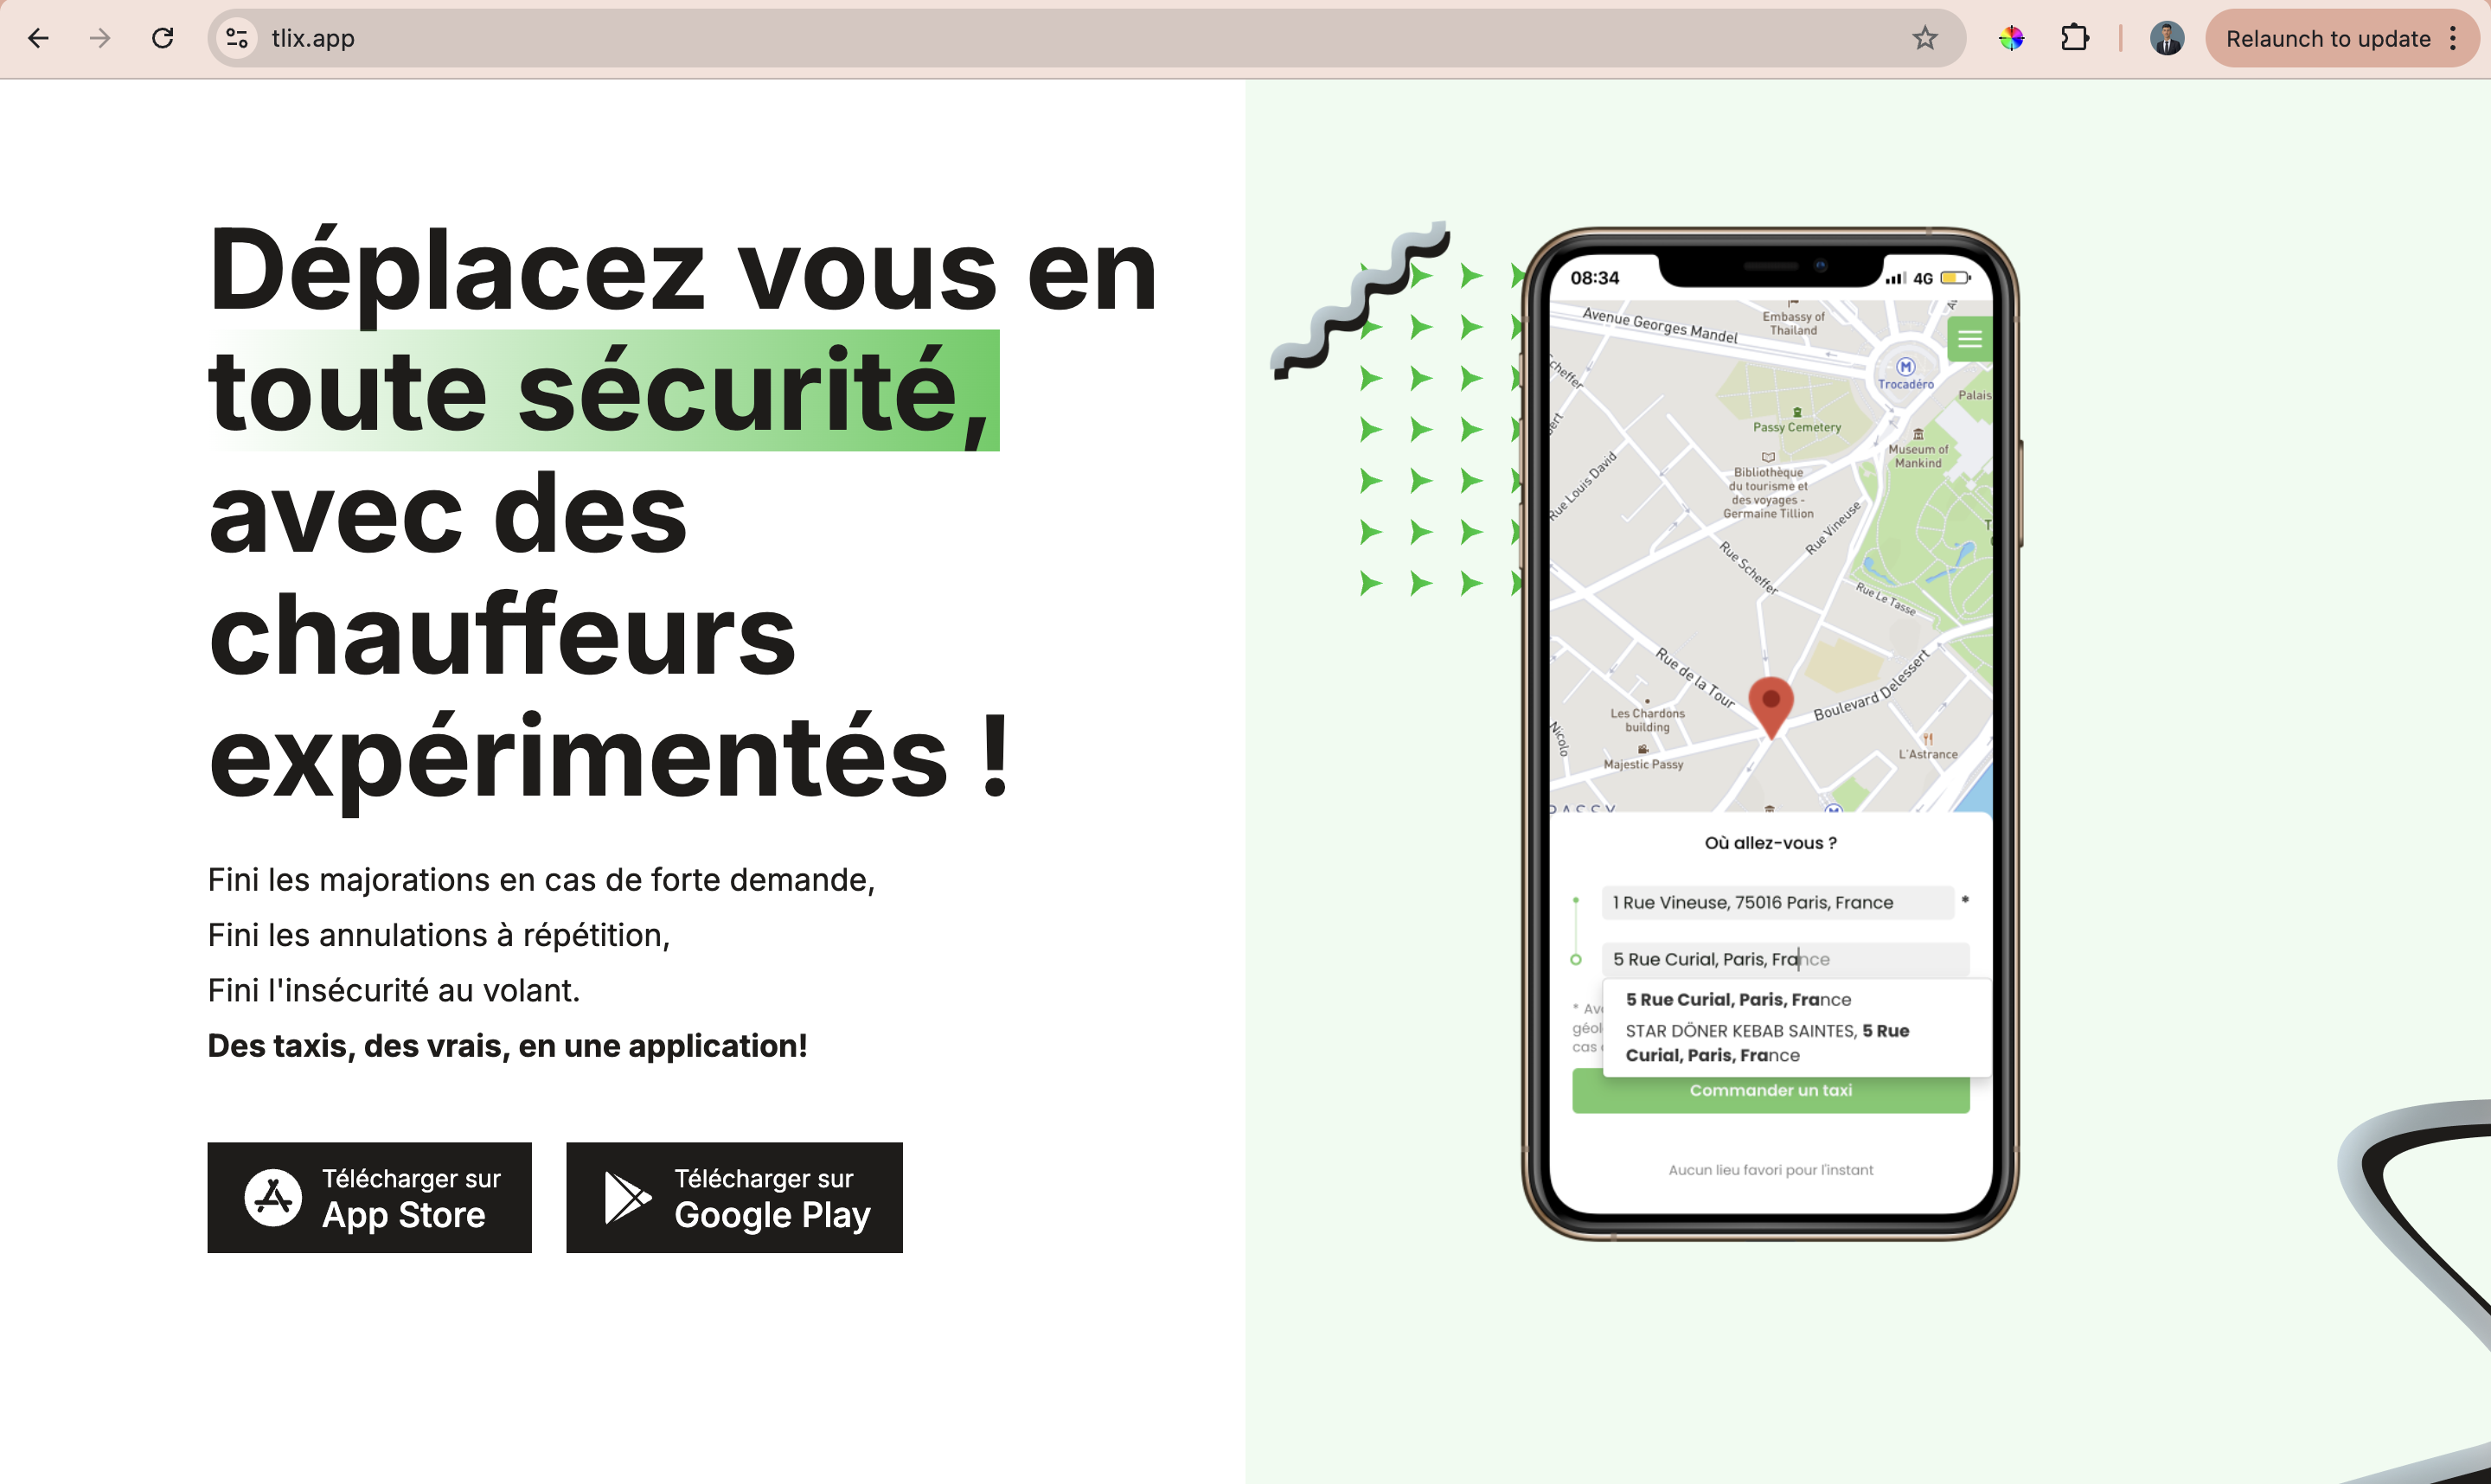 tlix.app
Relaunch to update
Déplacez vous en
toute sécurité,
avec des
chauffeurs
expérimentés !
Fini les majorations en cas de forte demande,
Fini les annulations à répétition,
Fini l'insécurité au volant.
Des taxis, des vrais, en une application!
Télécharger sur
App Store
Télécharger sur
Google Play
08:34
4G
Avenue Georges Mandel
Embassy of
Thailand
Trocadéro
Palais
Passy Cemetery
Museum of
Mankind
Bibliothèque
du tourisme et
des voyages -
Germaine Tillion
Rue Louis David
Rue Vineuse
Rue Scheffer
Rue Le Tasse
Rue de la Tour
Boulevard Delessert
Les Chardons
building
Nicolo
L'Astrance
Majestic Passy
PASSY
Où allez-vous ?
1 Rue Vineuse, 75016 Paris, France *
5 Rue Curial, Paris, France
5 Rue Curial, Paris, France
STAR DÖNER KEBAB SAINTES, 5 Rue
Curial, Paris, France
* Av
géol
cas
Commander un taxi
Aucun lieu favori pour l'instant